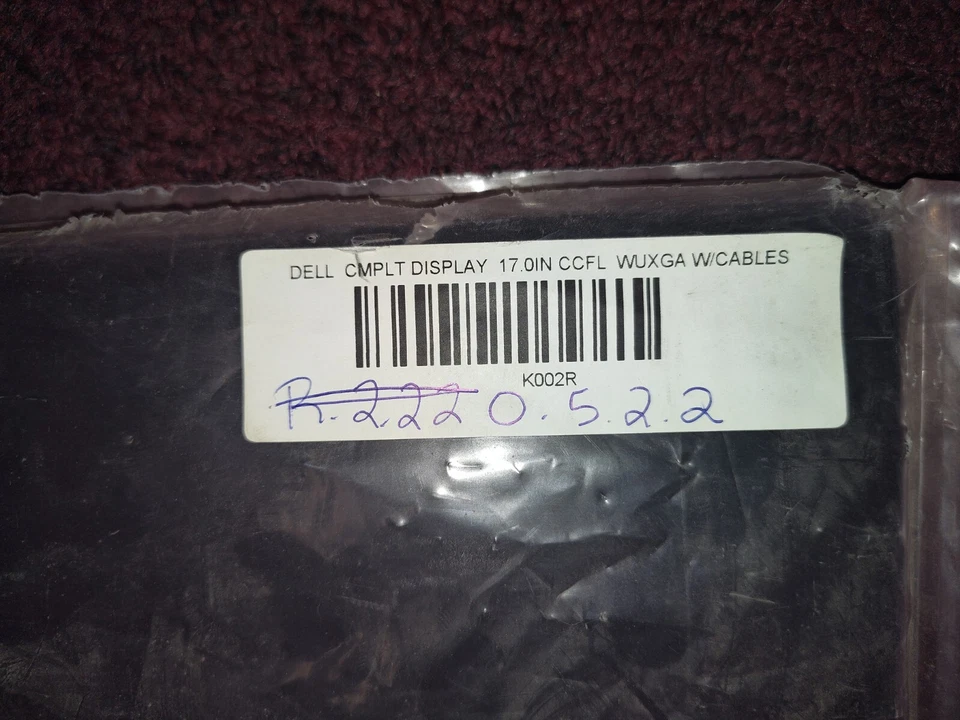 DELL CMPLT DISPLAY 17.0IN CCFL WUXGA W/CABLES
K002R
R.2.22 0.5.2.2